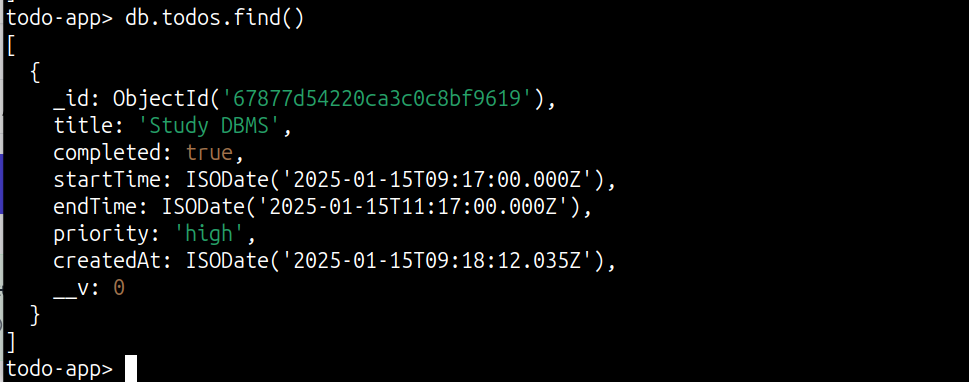 todo-app> db.todos.find()
[
  {
    _id: ObjectId('67877d54220ca3c0c8bf9619'),
    title: 'Study DBMS',
    completed: true,
    startTime: ISODate('2025-01-15T09:17:00.000Z'),
    endTime: ISODate('2025-01-15T11:17:00.000Z'),
    priority: 'high',
    createdAt: ISODate('2025-01-15T09:18:12.035Z'),
    __v: 0
  }
]
todo-app>